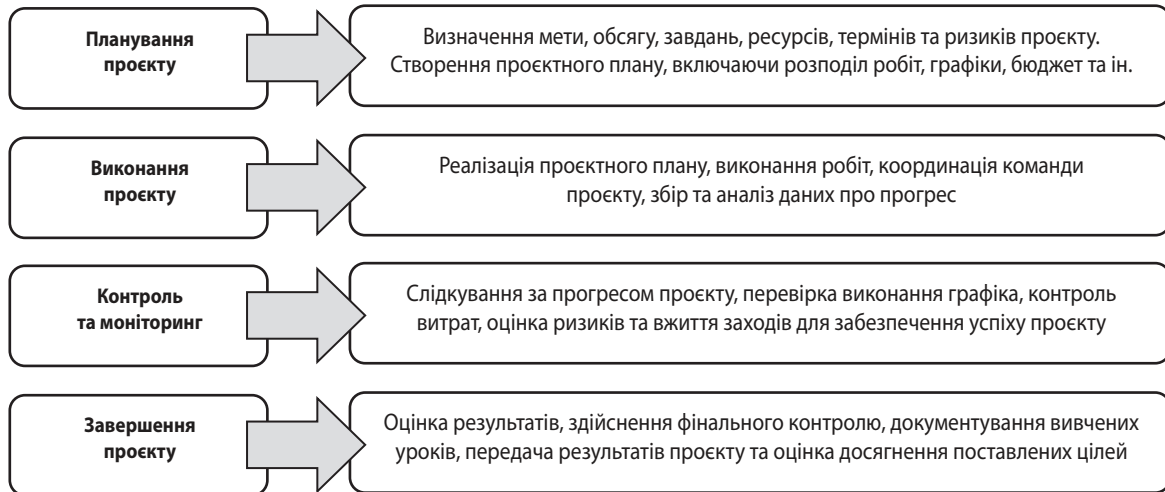 Планування
проєкту
Визначення мети, обсягу, завдань, ресурсів, термінів та ризиків проєкту.
Створення проєктного плану, включаючи розподіл робіт, графіки, бюджет та ін.
Виконання
проєкту
Реалізація проєктного плану, виконання робіт, координація команди
проєкту, збір та аналіз даних про прогрес
Контроль
та моніторинг
Слідкування за прогресом проєкту, перевірка виконання графіка, контроль
витрат, оцінка ризиків та вжиття заходів для забезпечення успіху проєкту
Завершення
проєкту
Оцінка результатів, здійснення фінального контролю, документування вивчених
уроків, передача результатів проєкту та оцінка досягнення поставлених цілей